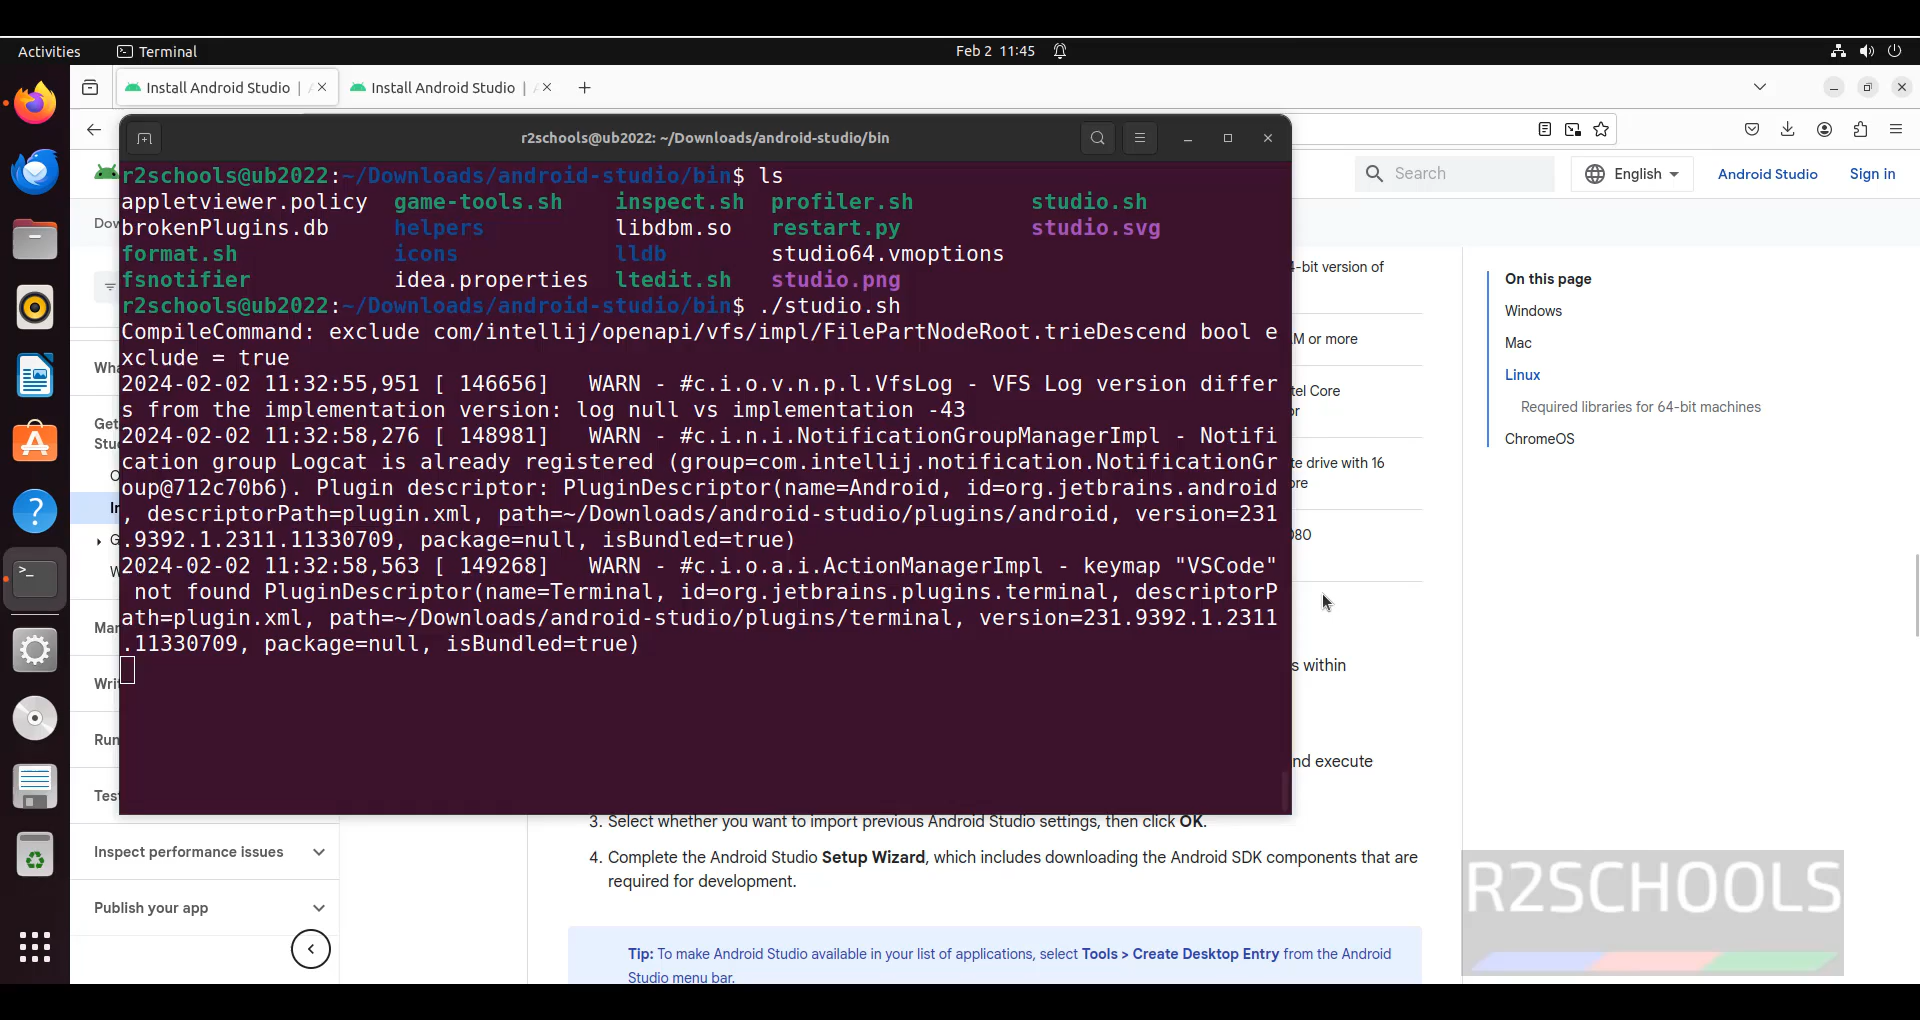 Activities Terminal Feb 2 11:45
Install Android Studio | Install Android Studio |
r2schools@ub2022: ~/Downloads/android-studio/bin
Search English Android Studio Sign in
r2schools@ub2022:~/Downloads/android-studio/bin$ ls
appletviewer.policy game-tools.sh inspect.sh profiler.sh studio.sh
brokenPlugins.db helpers libdbm.so restart.py studio.svg
format.sh icons lldb studio64.vmoptions
fsnotifier idea.properties ltedit.sh studio.png
r2schools@ub2022:~/Downloads/android-studio/bin$ ./studio.sh
CompileCommand: exclude com/intellij/openapi/vfs/impl/FilePartNodeRoot.trieDescend bool e
xclude = true
2024-02-02 11:32:55,951 [ 146656]   WARN - #c.i.o.v.n.p.l.VfsLog - VFS Log version differ
s from the implementation version: log null vs implementation -43
2024-02-02 11:32:58,276 [ 148981]   WARN - #c.i.n.i.NotificationGroupManagerImpl - Notifi
cation group Logcat is already registered (group=com.intellij.notification.NotificationGr
oup@712c70b6). Plugin descriptor: PluginDescriptor(name=Android, id=org.jetbrains.android
, descriptorPath=plugin.xml, path=~/Downloads/android-studio/plugins/android, version=231
.9392.1.2311.11330709, package=null, isBundled=true)
2024-02-02 11:32:58,563 [ 149268]   WARN - #c.i.o.a.i.ActionManagerImpl - keymap "VSCode"
not found PluginDescriptor(name=Terminal, id=org.jetbrains.plugins.terminal, descriptorP
ath=plugin.xml, path=~/Downloads/android-studio/plugins/terminal, version=231.9392.1.2311
.11330709, package=null, isBundled=true)
Dow
Wha
Get
Stu
Mar
Writ
Run
Test
Inspect performance issues
Publish your app
4-bit version of
M or more
tel Core
or
te drive with 16
ore
080
s within
nd execute
3. Select whether you want to import previous Android Studio settings, then click OK.
4. Complete the Android Studio Setup Wizard, which includes downloading the Android SDK components that are
required for development.
Tip: To make Android Studio available in your list of applications, select Tools > Create Desktop Entry from the Android
Studio menu bar.
On this page
Windows
Mac
Linux
Required libraries for 64-bit machines
ChromeOS
R2SCHOOLS